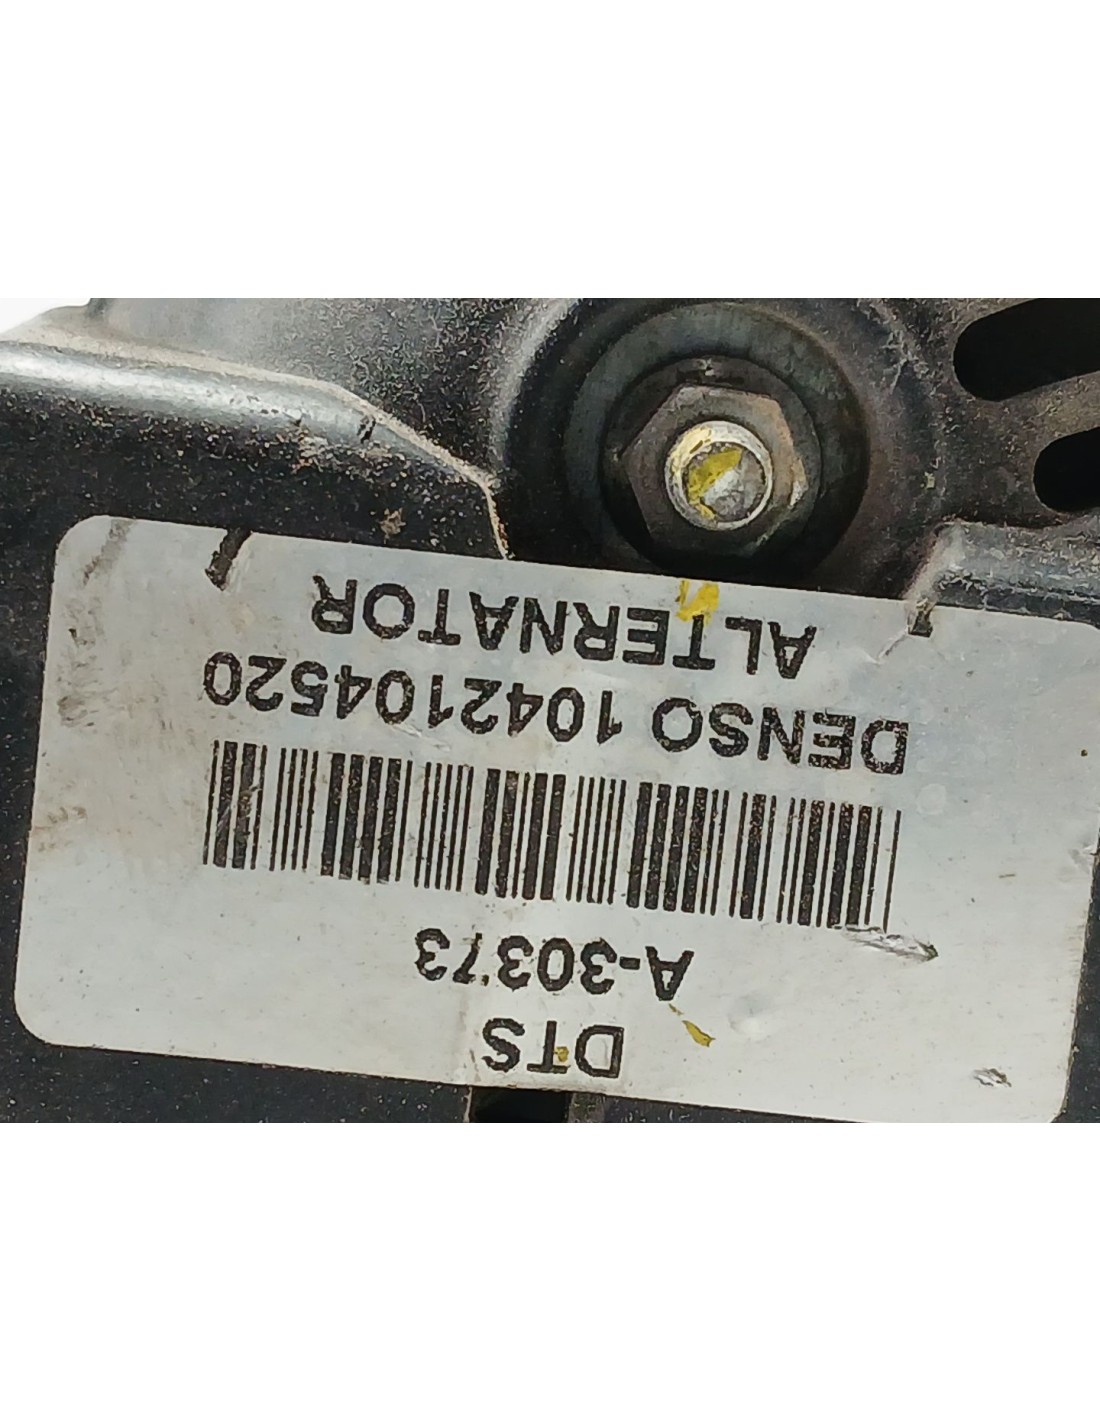 DTS
A-30373
DENSO 1042104520
ALTERNATOR